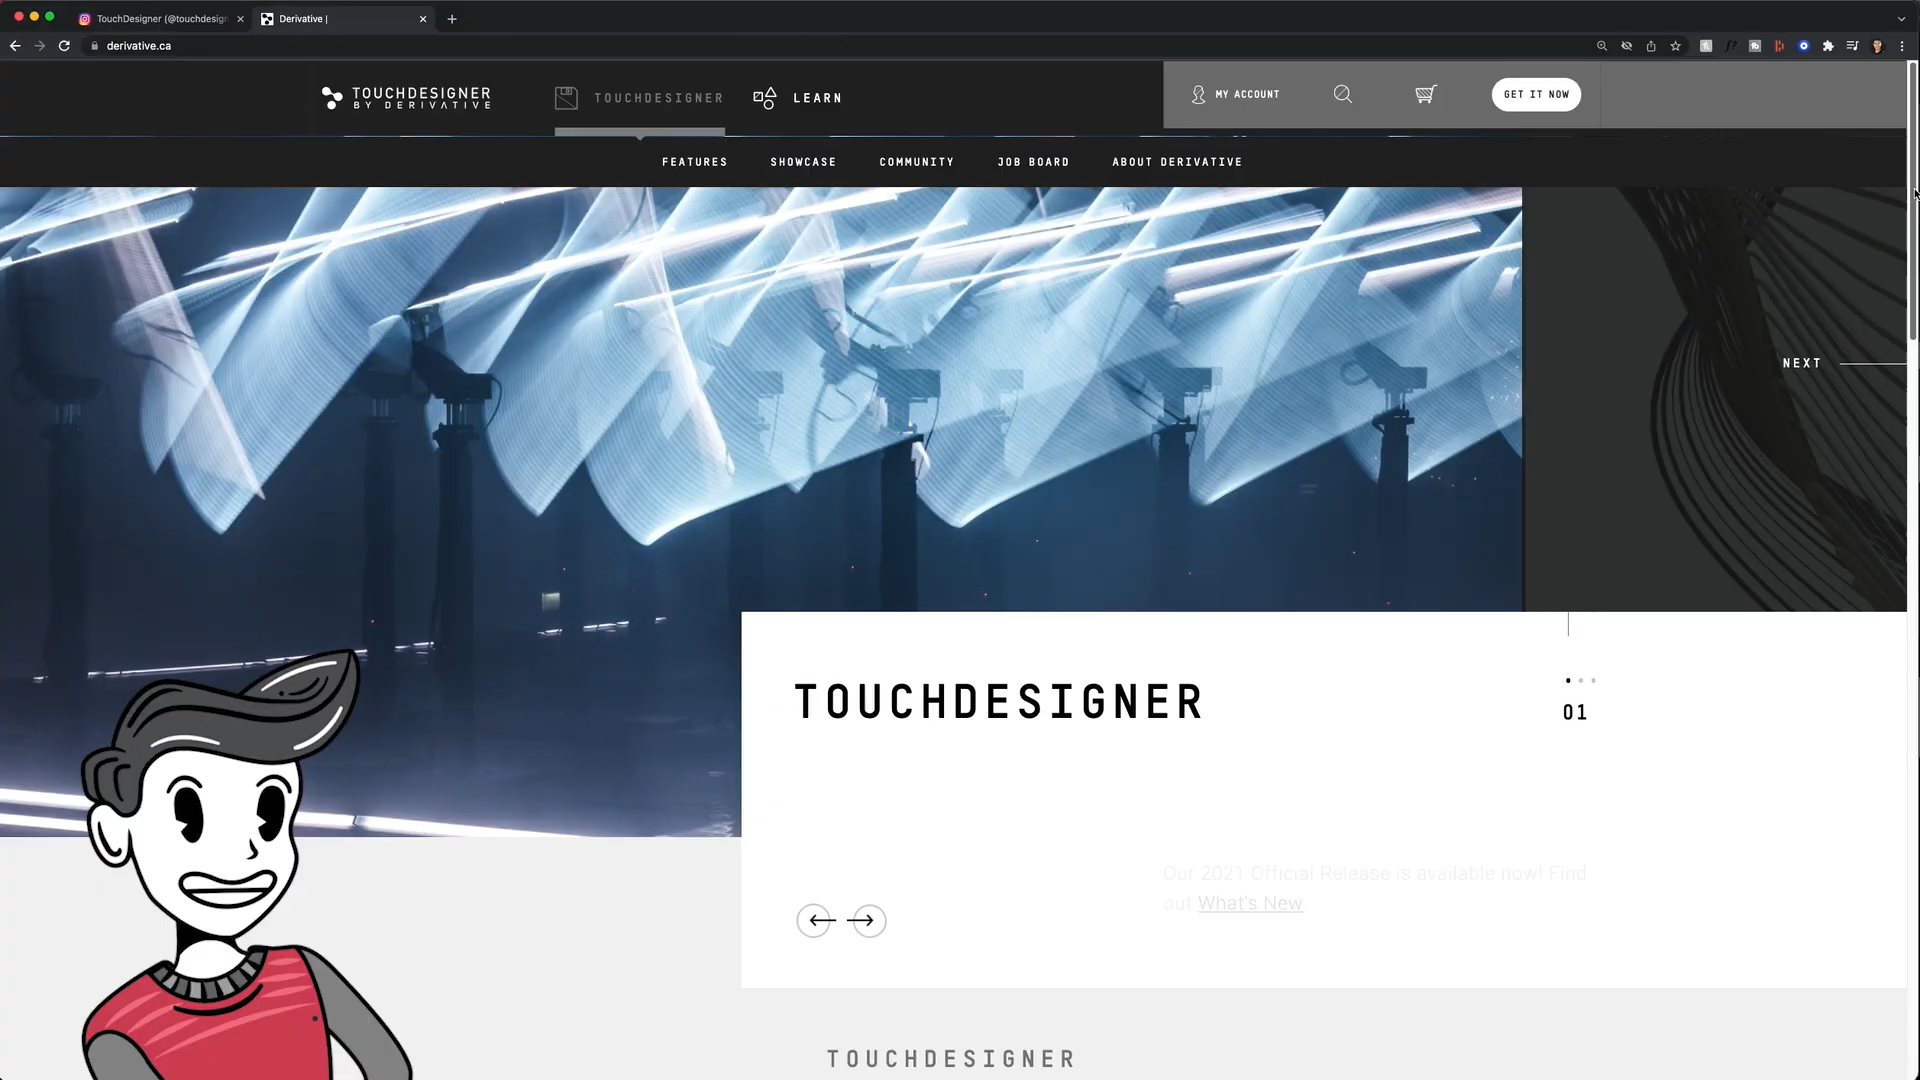 TouchDesigner (@touchdesign
Derivative |
derivative.ca
TOUCHDESIGNER
BY DERIVATIVE
TOUCHDESIGNER
LEARN
MY ACCOUNT
GET IT NOW
FEATURES
SHOWCASE
COMMUNITY
JOB BOARD
ABOUT DERIVATIVE
NEXT
TOUCHDESIGNER
01
Our 2021 Official Release is available now! Find
out What's New
TOUCHDESIGNER